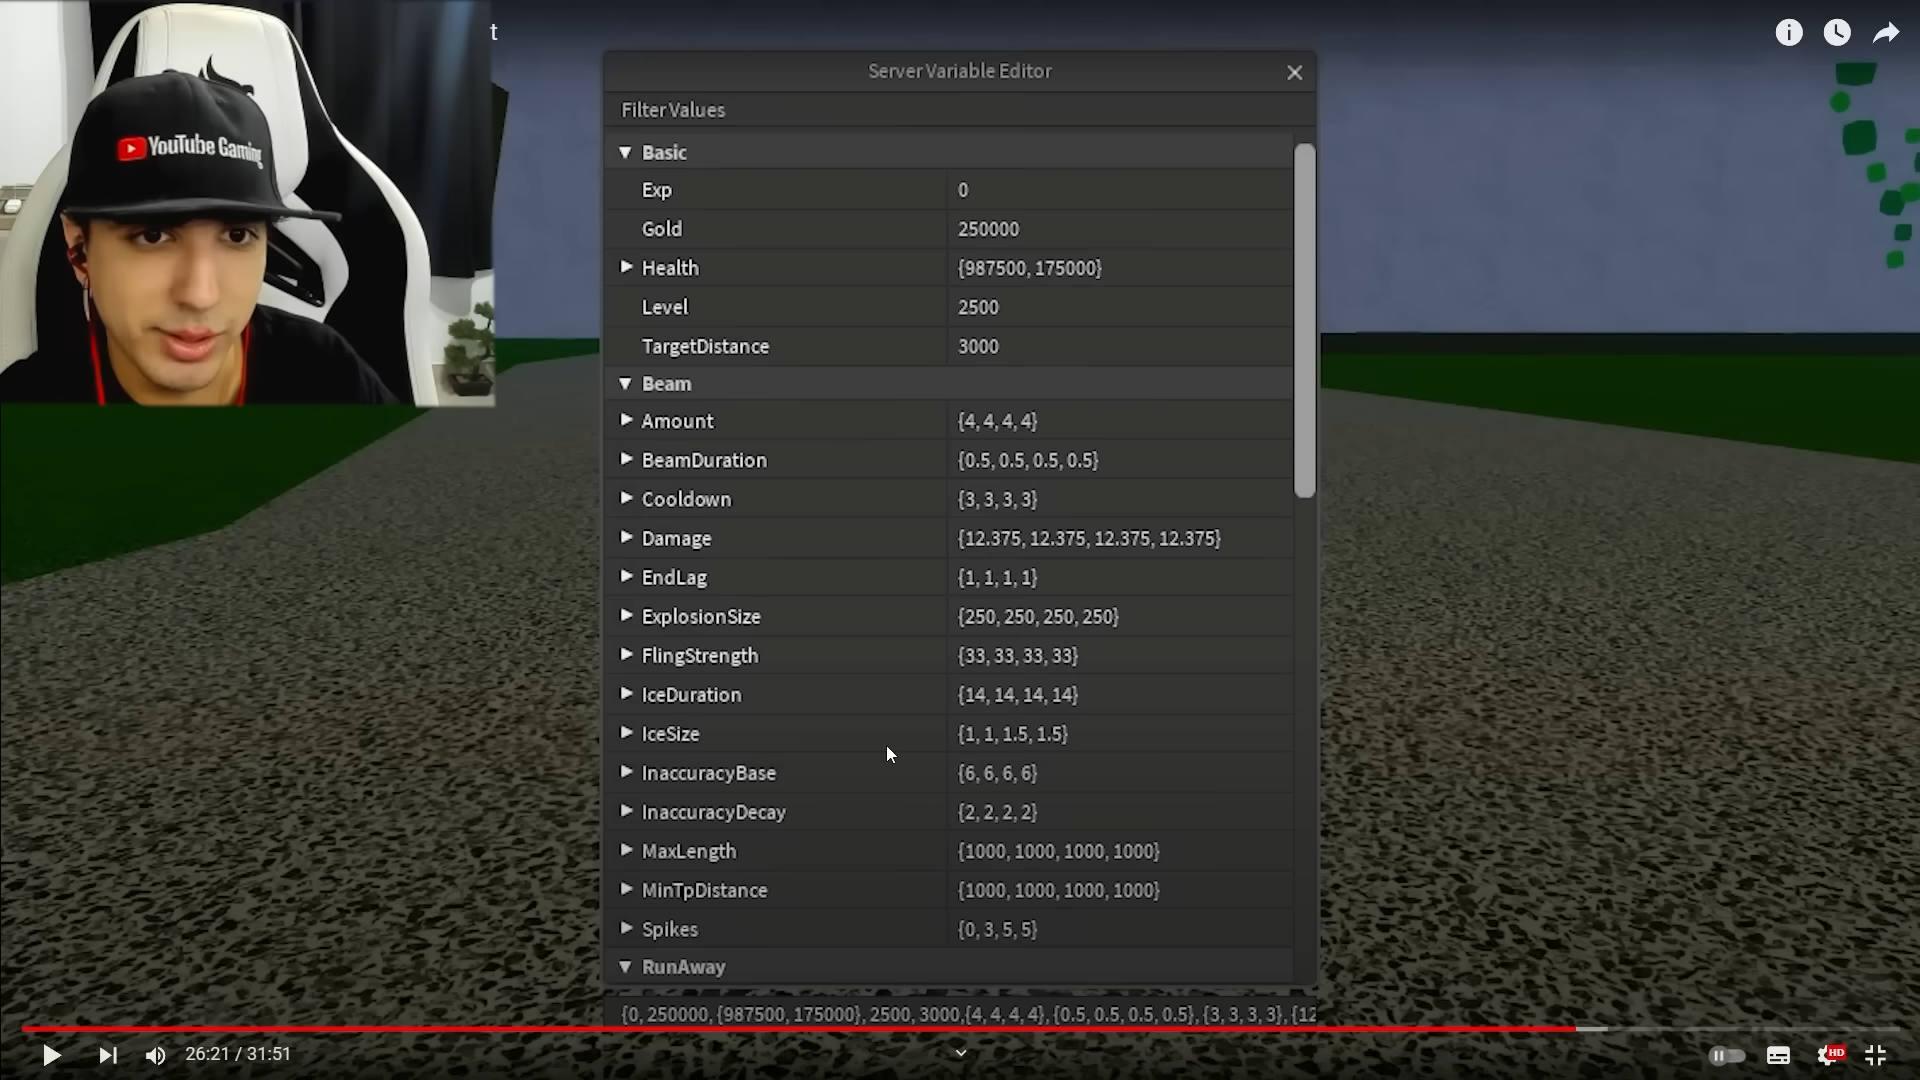 t
YouTube Gaming
Server Variable Editor
Filter Values
Basic
Exp 0
Gold 250000
Health {987500, 175000}
Level 2500
TargetDistance 3000
Beam
Amount {4, 4, 4, 4}
BeamDuration {0.5, 0.5, 0.5, 0.5}
Cooldown {3, 3, 3, 3}
Damage {12.375, 12.375, 12.375, 12.375}
EndLag {1, 1, 1, 1}
ExplosionSize {250, 250, 250, 250}
FlingStrength {33, 33, 33, 33}
IceDuration {14, 14, 14, 14}
IceSize {1, 1, 1.5, 1.5}
InaccuracyBase {6, 6, 6, 6}
InaccuracyDecay {2, 2, 2, 2}
MaxLength {1000, 1000, 1000, 1000}
MinTpDistance {1000, 1000, 1000, 1000}
Spikes {0, 3, 5, 5}
RunAway
{0, 250000, {987500, 175000}, 2500, 3000,{4, 4, 4, 4}, {0.5, 0.5, 0.5, 0.5}, {3, 3, 3, 3}, {12
26:21 / 31:51
HD